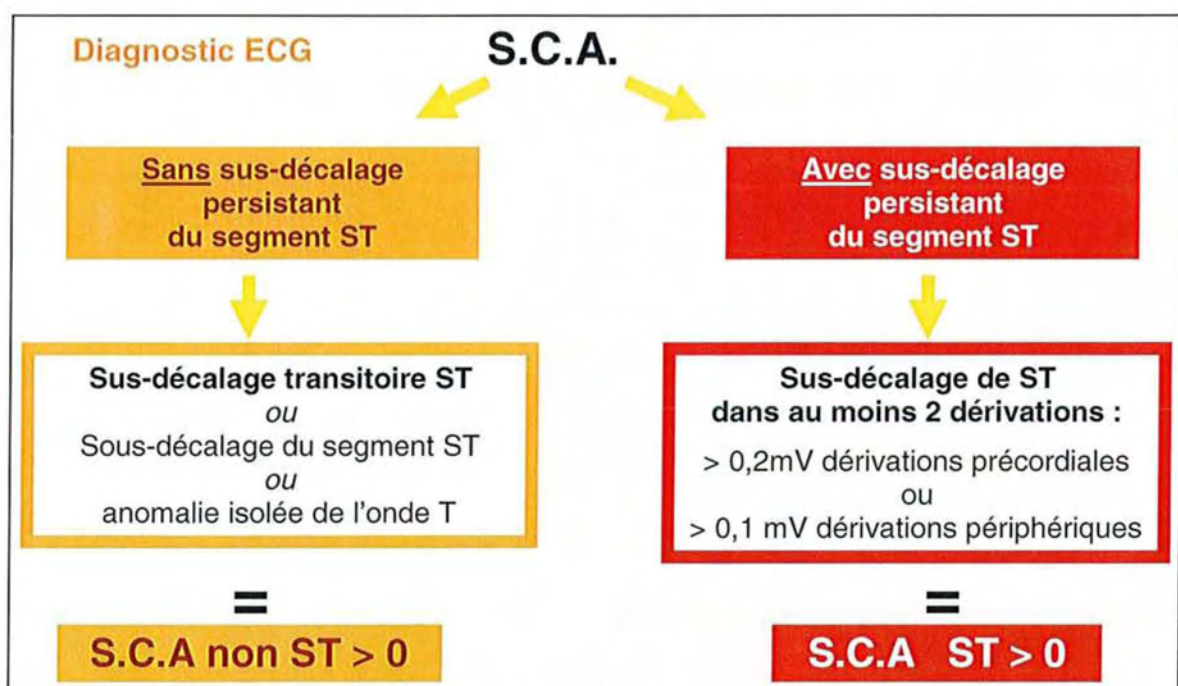 Diagnostic ECG
S.C.A.
Sans sus-décalage
persistant
du segment ST
Avec sus-décalage
persistant
du segment ST
Sus-décalage transitoire ST
ou
Sous-décalage du segment ST
ou
anomalie isolée de l'onde T
Sus-décalage de ST
dans au moins 2 dérivations :
> 0,2mV dérivations précordiales
ou
> 0,1 mV dérivations périphériques
=
=
S.C.A non ST > 0
S.C.A ST > 0